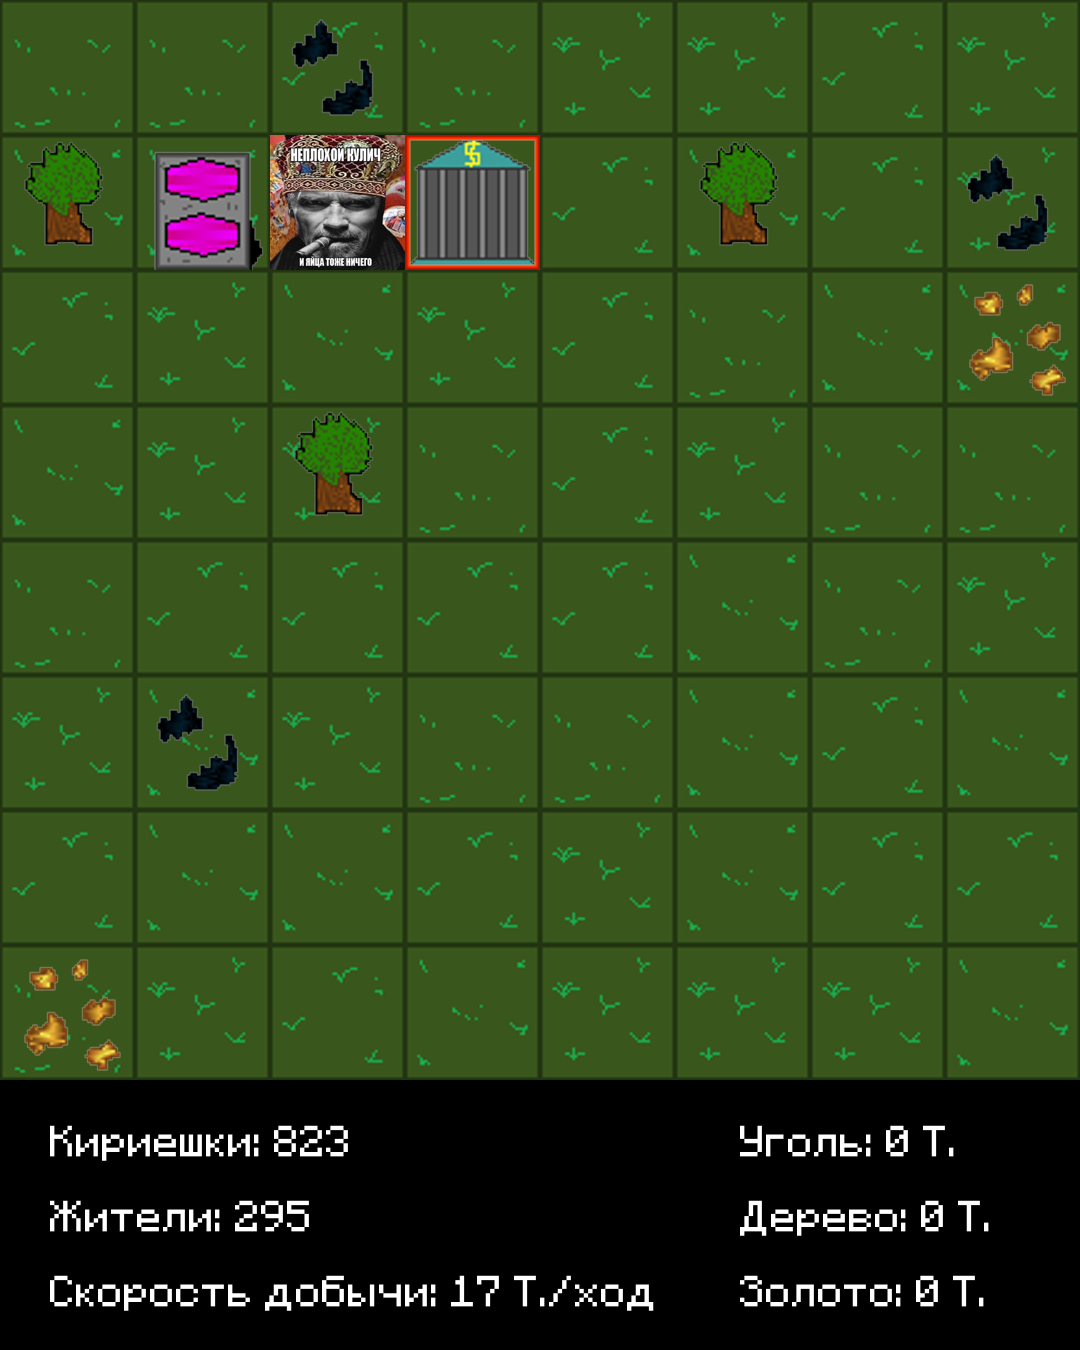 НЕПЛОХОЙ КУЛИЧ
И ЯЙЦА ТОЖЕ НИЧЕГО
$
Кириешки: 823
Уголь: 0 Т.
Жители: 295
Дерево: 0 Т.
Скорость добычи: 17 Т./ход
Золото: 0 Т.